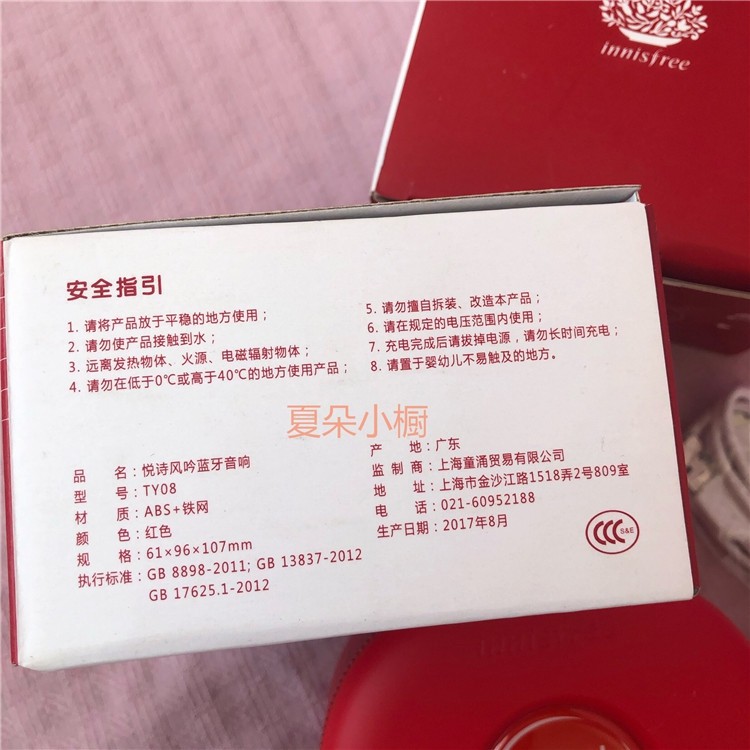 innisfree
安全指引
1. 请将产品放于平稳的地方使用；
2. 请勿使产品接触到水；
3. 远离发热物体、火源、电磁辐射物体；
4. 请勿在低于0℃或高于40℃的地方使用产品；
5. 请勿擅自拆装、改造本产品；
6. 请在规定的电压范围内使用；
7. 充电完成后请拔掉电源，请勿长时间充电；
8. 请置于婴幼儿不易触及的地方。
夏朵小橱
品 名：悦诗风吟蓝牙音响
型 号：TY08
材 质：ABS+铁网
颜 色：红色
规 格：61×96×107mm
执行标准：GB 8898-2011; GB 13837-2012
GB 17625.1-2012
产 地：广东
监 制 商：上海童涌贸易有限公司
地 址：上海市金沙江路1518弄2号809室
电 话：021-60952188
生产日期：2017年8月
CCC S&E